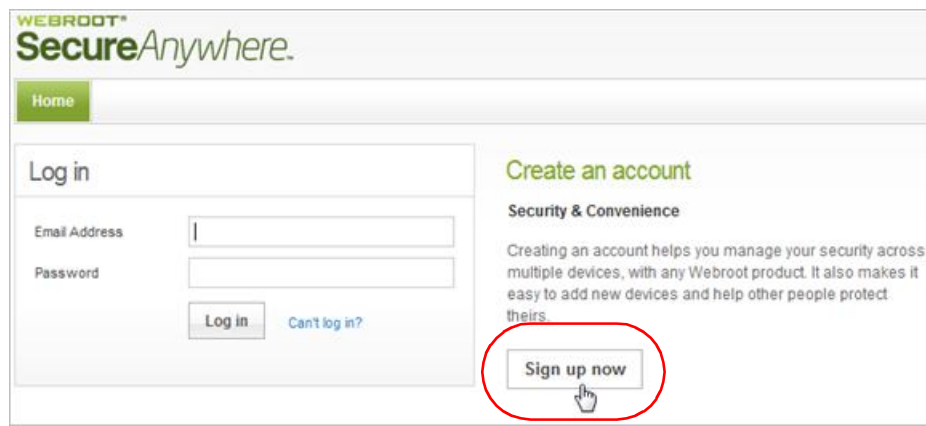 WEBROOT®
SecureAnywhere™
Home
Log in
Email Address
Password
Log in
Can't log in?
Create an account
Security & Convenience
Creating an account helps you manage your security across
multiple devices, with any Webroot product. It also makes it
easy to add new devices and help other people protect
theirs.
Sign up now